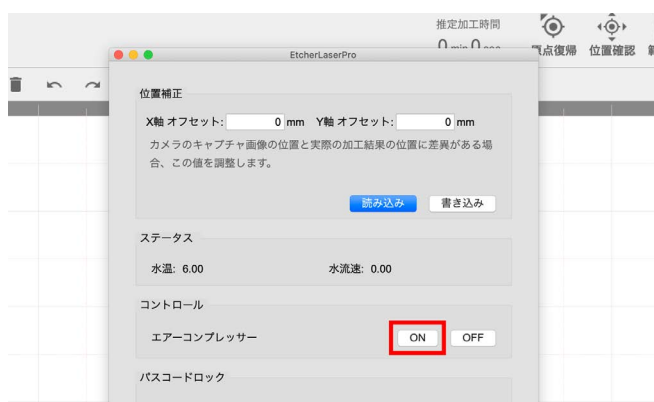 推定加工時間
EtcherLaserPro
原点復帰 位置確認
位置補正
X軸 オフセット: 0 mm Y軸 オフセット: 0 mm
カメラのキャプチャ画像の位置と実際の加工結果の位置に差異がある場
合、この値を調整します。
読み込み 書き込み
ステータス
水温: 6.00 水流速: 0.00
コントロール
エアーコンプレッサー ON OFF
パスコードロック